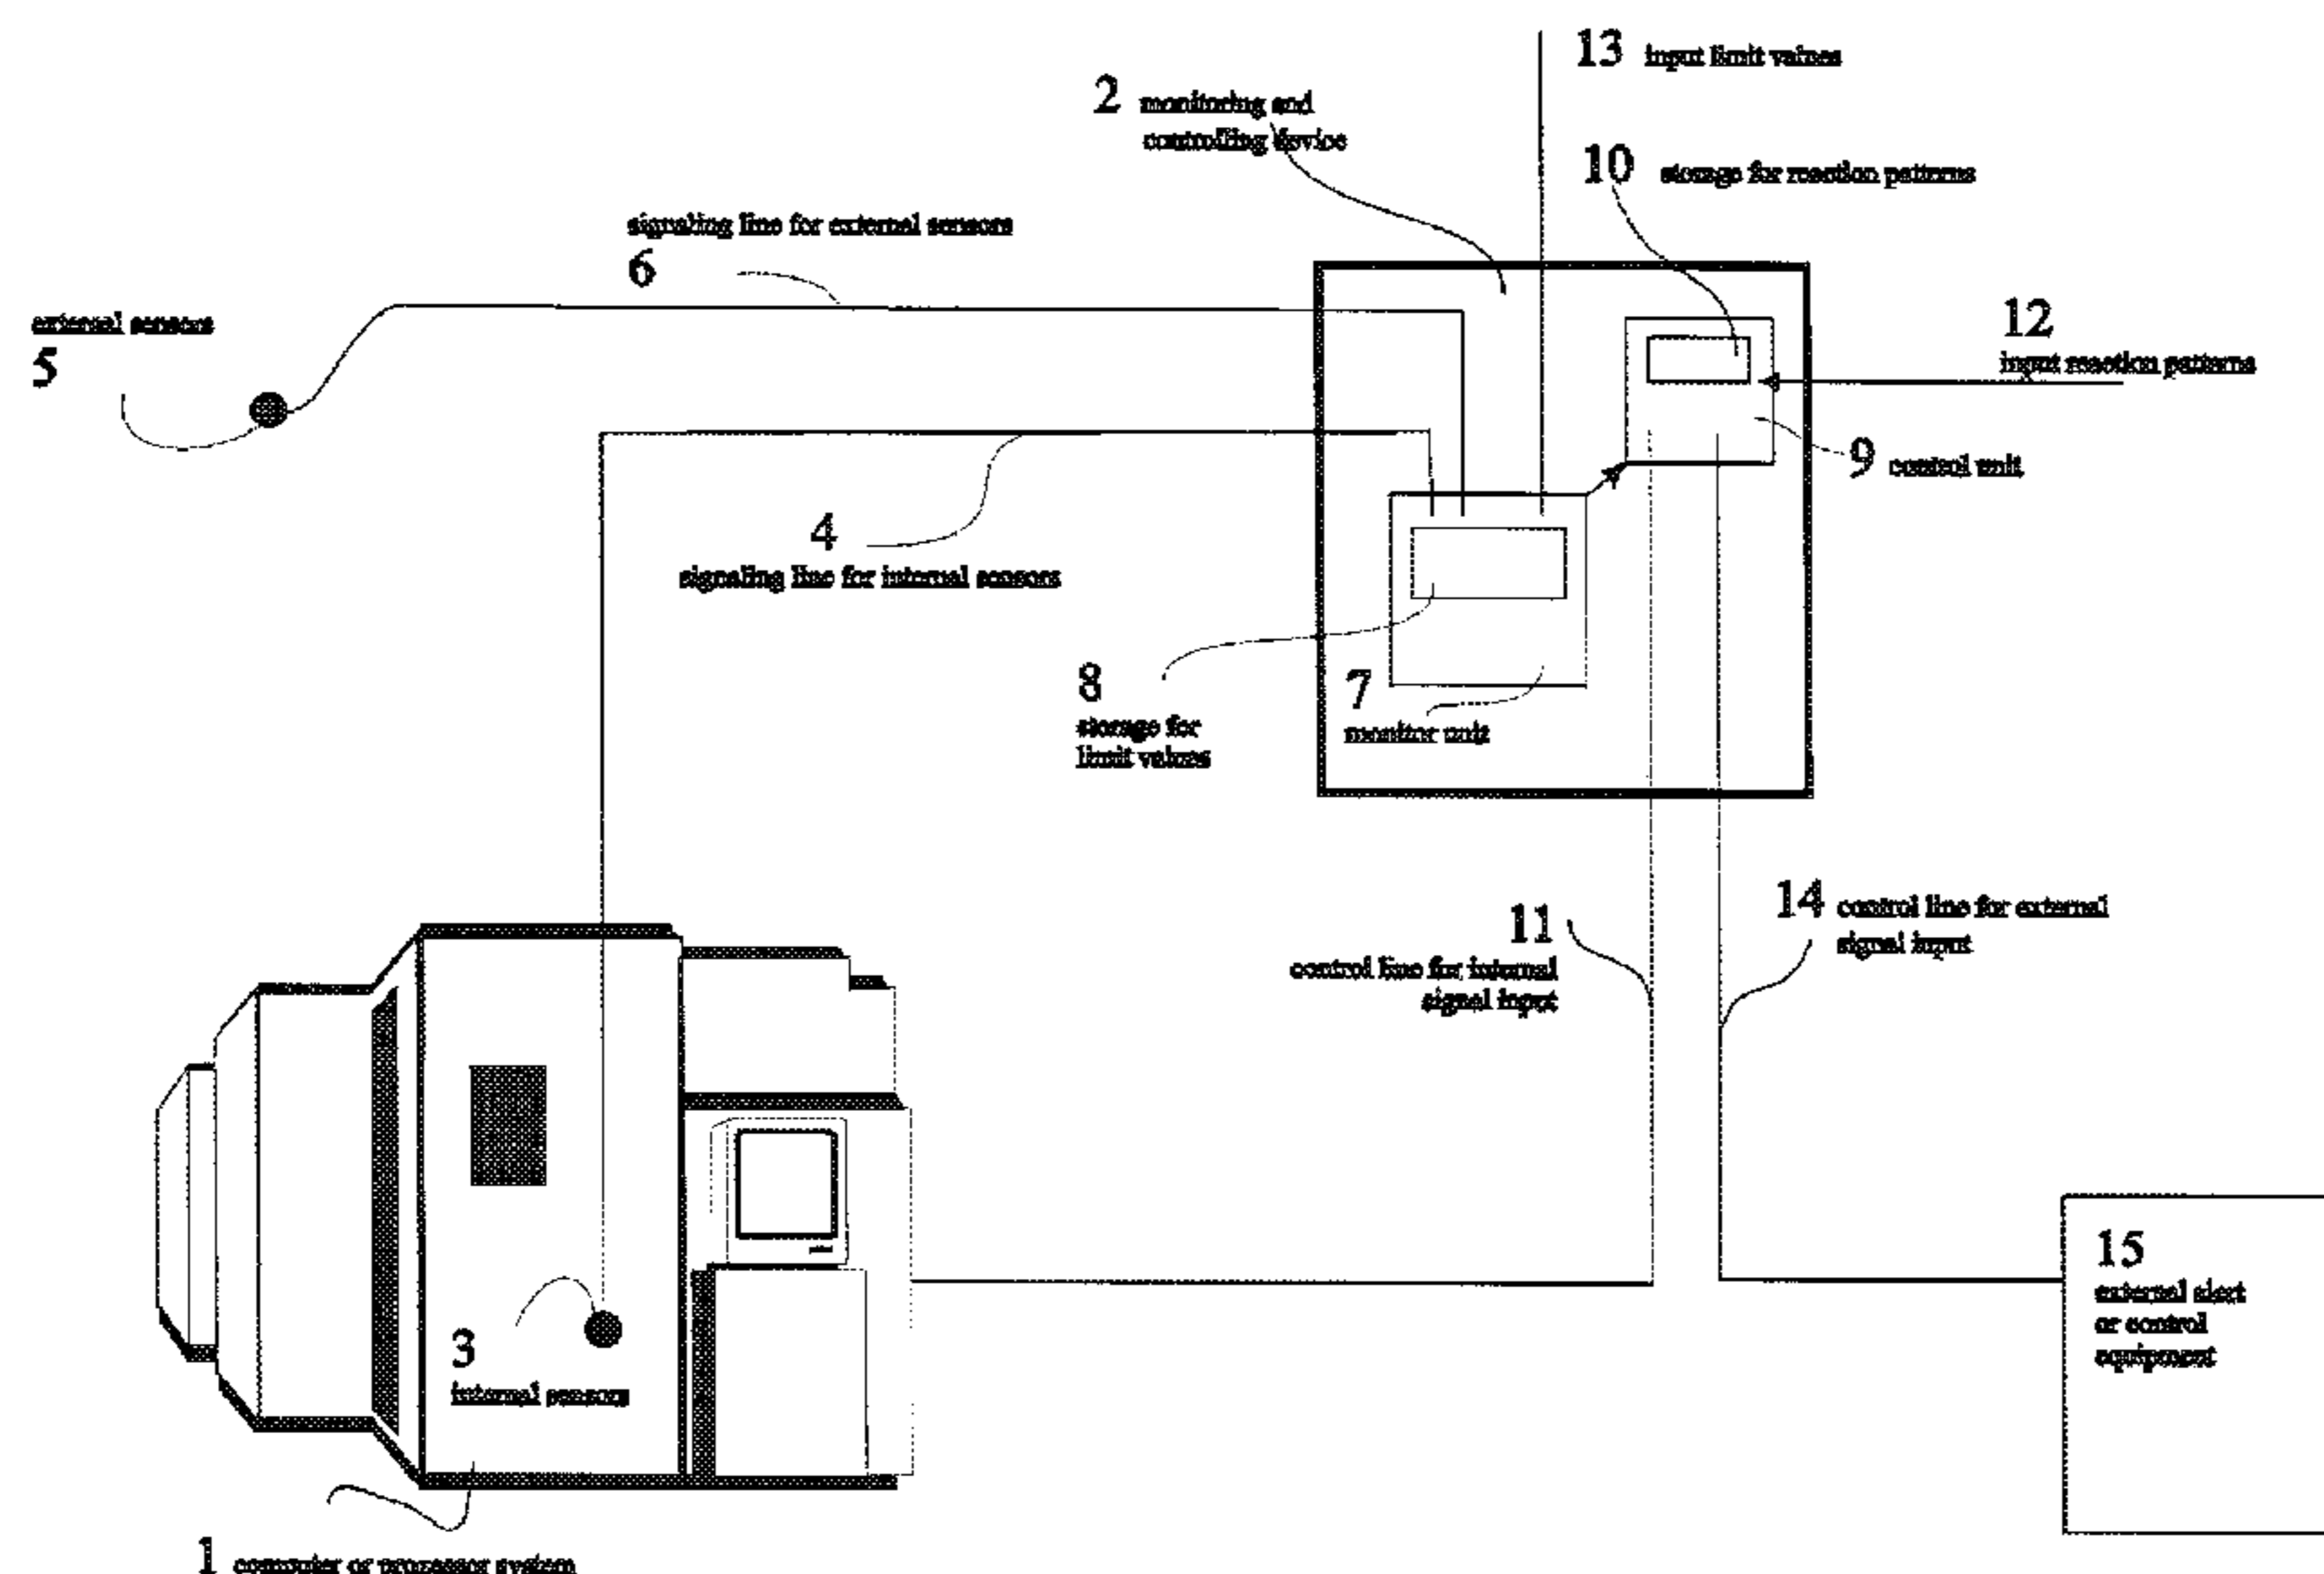 13 input limit values
2 monitoring and
controlling device
10 storage for reaction patterns
signaling line for external sensors
6
external sensors
5
12
input reaction patterns
9 control unit
4
signaling line for internal sensors
8
storage for
limit values
7
monitor unit
14 control line for external
signal input
11
control line for internal
signal input
15
external alert
or control
equipment
3
internal sensors
1 computer or processor system